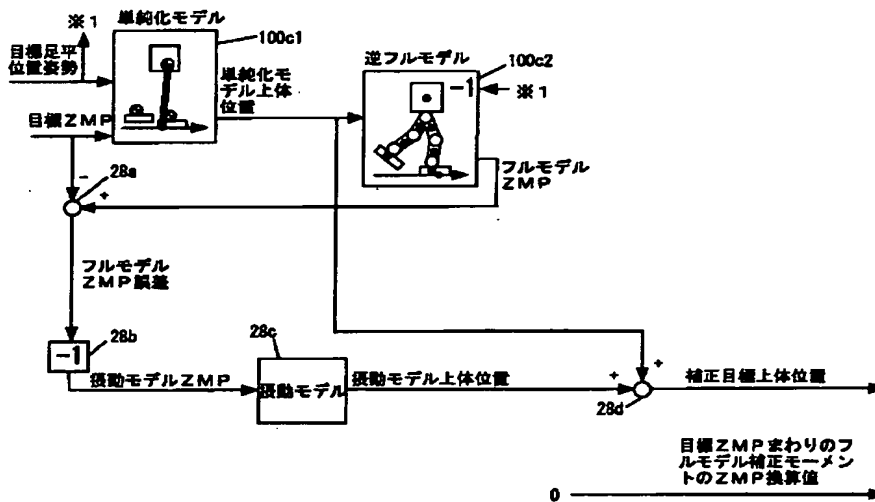 ※1
単純化モデル
100c1
目標足平
位置姿勢
単純化モ
デル上体
位置
逆フルモデル
100c2
-1
※1
目標ZMP
フルモデル
ZMP
-
28a
+
フルモデル
ZMP誤差
28b
-1
摂動モデルZMP
28c
摂動モデル
摂動モデル上体位置
+
+
28d
補正目標上体位置
目標ZMPまわりのフ
ルモデル補正モーメン
トのZMP換算値
0